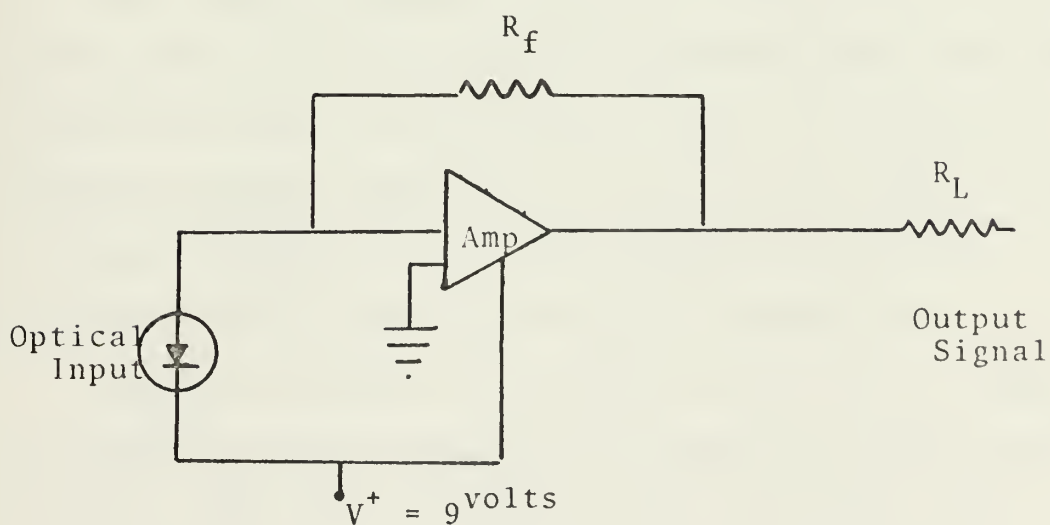 R_f
R_L
Amp
Optical
Input
Output
Signal
V^+ = 9 volts